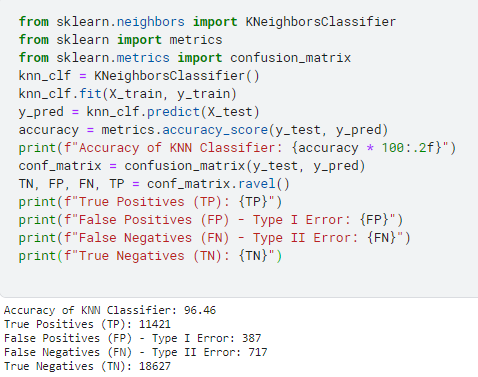 from sklearn.neighbors import KNeighborsClassifier
from sklearn import metrics
from sklearn.metrics import confusion_matrix
knn_clf = KNeighborsClassifier()
knn_clf.fit(X_train, y_train)
y_pred = knn_clf.predict(X_test)
accuracy = metrics.accuracy_score(y_test, y_pred)
print(f"Accuracy of KNN Classifier: {accuracy * 100:.2f}")
conf_matrix = confusion_matrix(y_test, y_pred)
TN, FP, FN, TP = conf_matrix.ravel()
print(f"True Positives (TP): {TP}")
print(f"False Positives (FP) - Type I Error: {FP}")
print(f"False Negatives (FN) - Type II Error: {FN}")
print(f"True Negatives (TN): {TN}")
Accuracy of KNN Classifier: 96.46
True Positives (TP): 11421
False Positives (FP) - Type I Error: 387
False Negatives (FN) - Type II Error: 717
True Negatives (TN): 18627